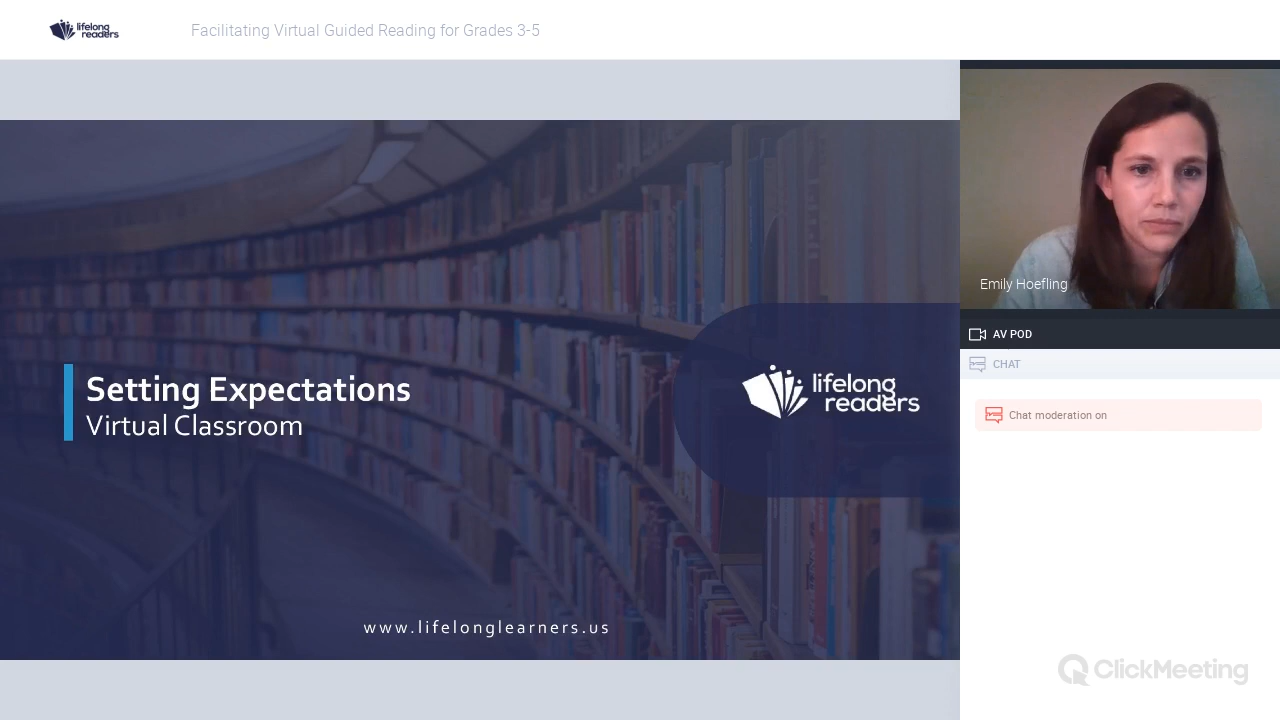 lifelong
readers
Facilitating Virtual Guided Reading for Grades 3-5
Setting Expectations
Virtual Classroom
lifelong
readers
www.lifelonglearners.us
Emily Hoefling
AV POD
CHAT
Chat moderation on
ClickMeeting